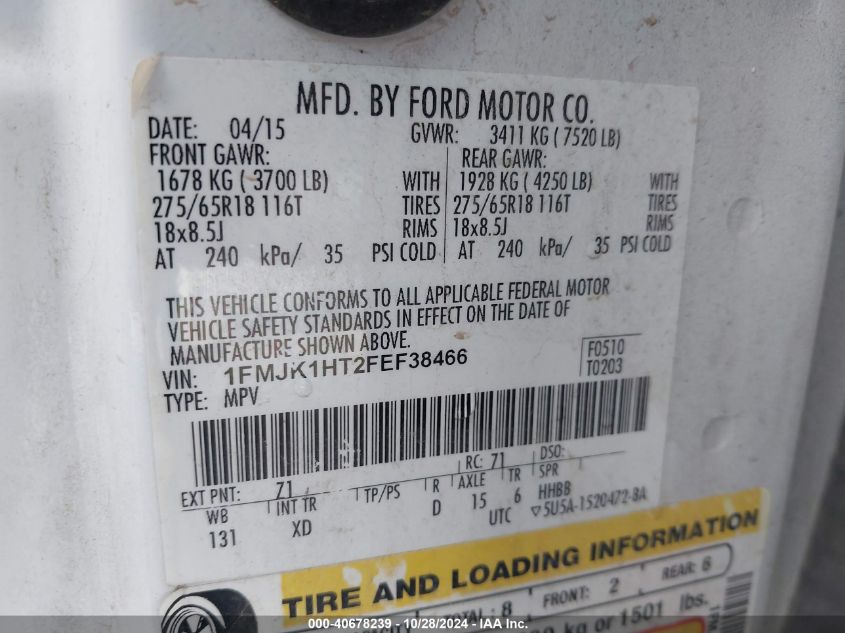 MFD. BY FORD MOTOR CO.
DATE: 04/15 GVWR: 3411 KG ( 7520 LB)
FRONT GAWR: REAR GAWR:
1678 KG ( 3700 LB) WITH 1928 KG ( 4250 LB) WITH
275/65R18 116T TIRES 275/65R18 116T TIRES
18x8.5J RIMS 18x8.5J RIMS
AT 240 kPa/ 35 PSI COLD AT 240 kPa/ 35 PSI COLD
THIS VEHICLE CONFORMS TO ALL APPLICABLE FEDERAL MOTOR
VEHICLE SAFETY STANDARDS IN EFFECT ON THE DATE OF
MANUFACTURE SHOWN ABOVE.
VIN: 1FMJK1HT2FEF38466 F0510
TYPE: MPV T0203
EXT PNT: 71 RC: 71 DSO:
WB INT TR TP/PS R AXLE TR SPR
131 XD D 15 6 HHBB
UTC ▽5U5A-1520472-8A
TIRE AND LOADING INFORMATION
TOTAL: 8 FRONT: 2 REAR: 6
kg or 1501 lbs.
000-40678239 - 10/28/2024 - IAA Inc.